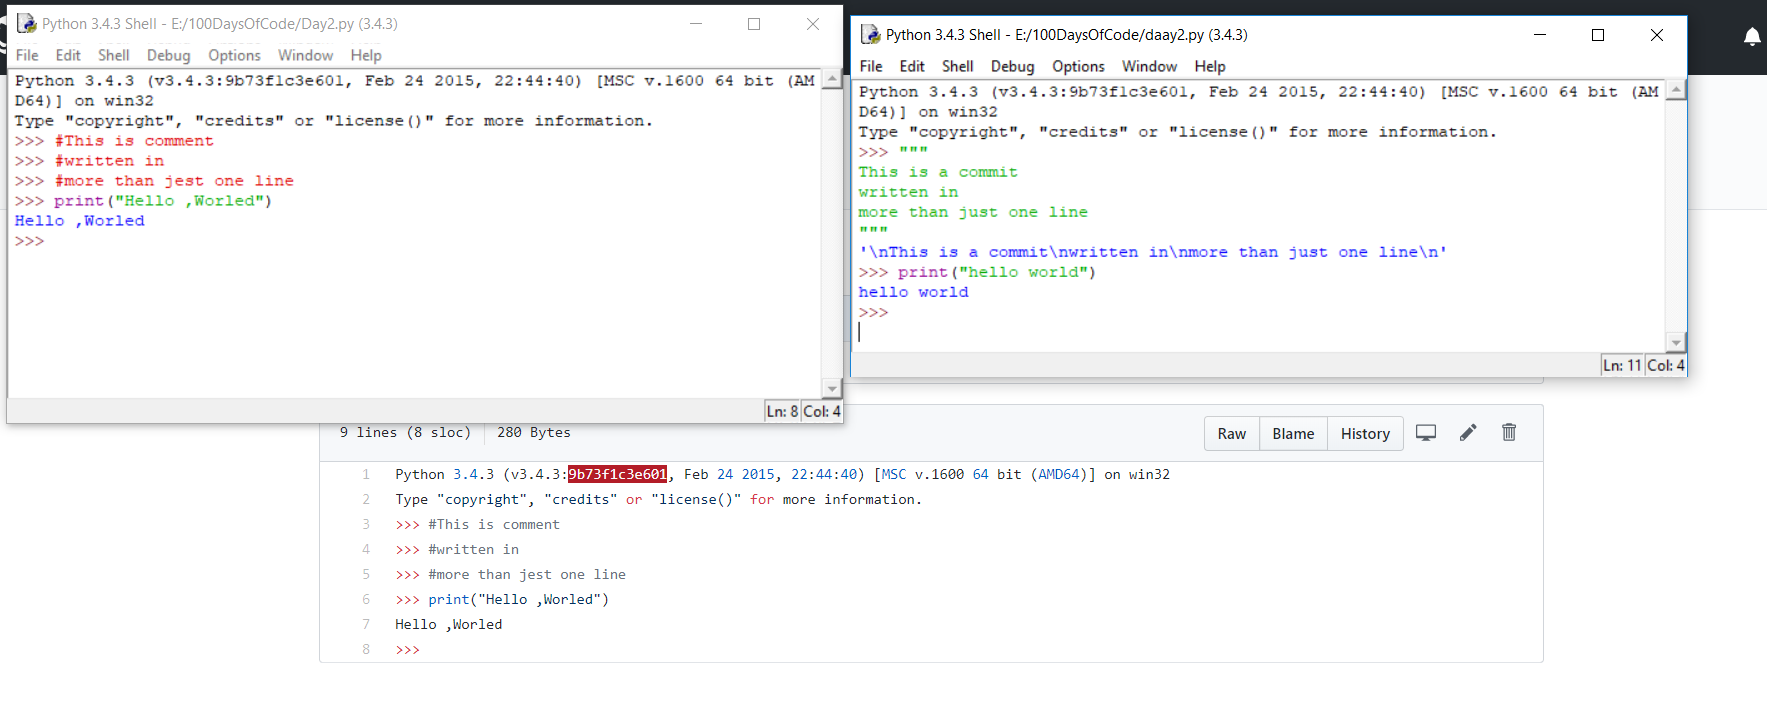 Python 3.4.3 Shell - E:/100DaysOfCode/Day2.py (3.4.3)
File Edit Shell Debug Options Window Help
Python 3.4.3 (v3.4.3:9b73f1c3e601, Feb 24 2015, 22:44:40) [MSC v.1600 64 bit (AM
D64)] on win32
Type "copyright", "credits" or "license()" for more information.
>>> #This is comment
>>> #written in
>>> #more than jest one line
>>> print("Hello ,Worled")
Hello ,Worled
>>>
Ln: 8 Col: 4
Python 3.4.3 Shell - E:/100DaysOfCode/daay2.py (3.4.3)
File Edit Shell Debug Options Window Help
Python 3.4.3 (v3.4.3:9b73f1c3e601, Feb 24 2015, 22:44:40) [MSC v.1600 64 bit (AM
D64)] on win32
Type "copyright", "credits" or "license()" for more information.
>>> """
This is a commit
written in
more than just one line
"""
'\nThis is a commit\nwritten in\nmore than just one line\n'
>>> print("hello world")
hello world
>>>
Ln: 11 Col: 4
9 lines (8 sloc) 280 Bytes
Raw Blame History
1 Python 3.4.3 (v3.4.3:9b73f1c3e601, Feb 24 2015, 22:44:40) [MSC v.1600 64 bit (AMD64)] on win32
2 Type "copyright", "credits" or "license()" for more information.
3 >>> #This is comment
4 >>> #written in
5 >>> #more than jest one line
6 >>> print("Hello ,Worled")
7 Hello ,Worled
8 >>>